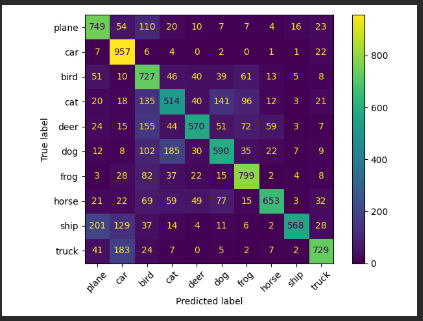 plane 749 54 110 20 10 7 7 4 16 23
car 7 957 6 4 0 2 0 1 1 22
bird 51 10 727 46 40 39 61 13 5 8
cat 20 18 135 514 40 141 96 12 3 21
deer 24 15 155 44 570 51 72 59 3 7
dog 12 8 102 185 30 590 35 22 7 9
frog 3 28 82 37 22 15 799 2 4 8
horse 21 22 69 59 49 77 15 653 3 32
ship 201 129 37 14 4 11 6 2 568 28
truck 41 183 24 7 0 5 2 7 2 729
plane car bird cat deer dog frog horse ship truck
Predicted label
True label
800
600
400
200
0